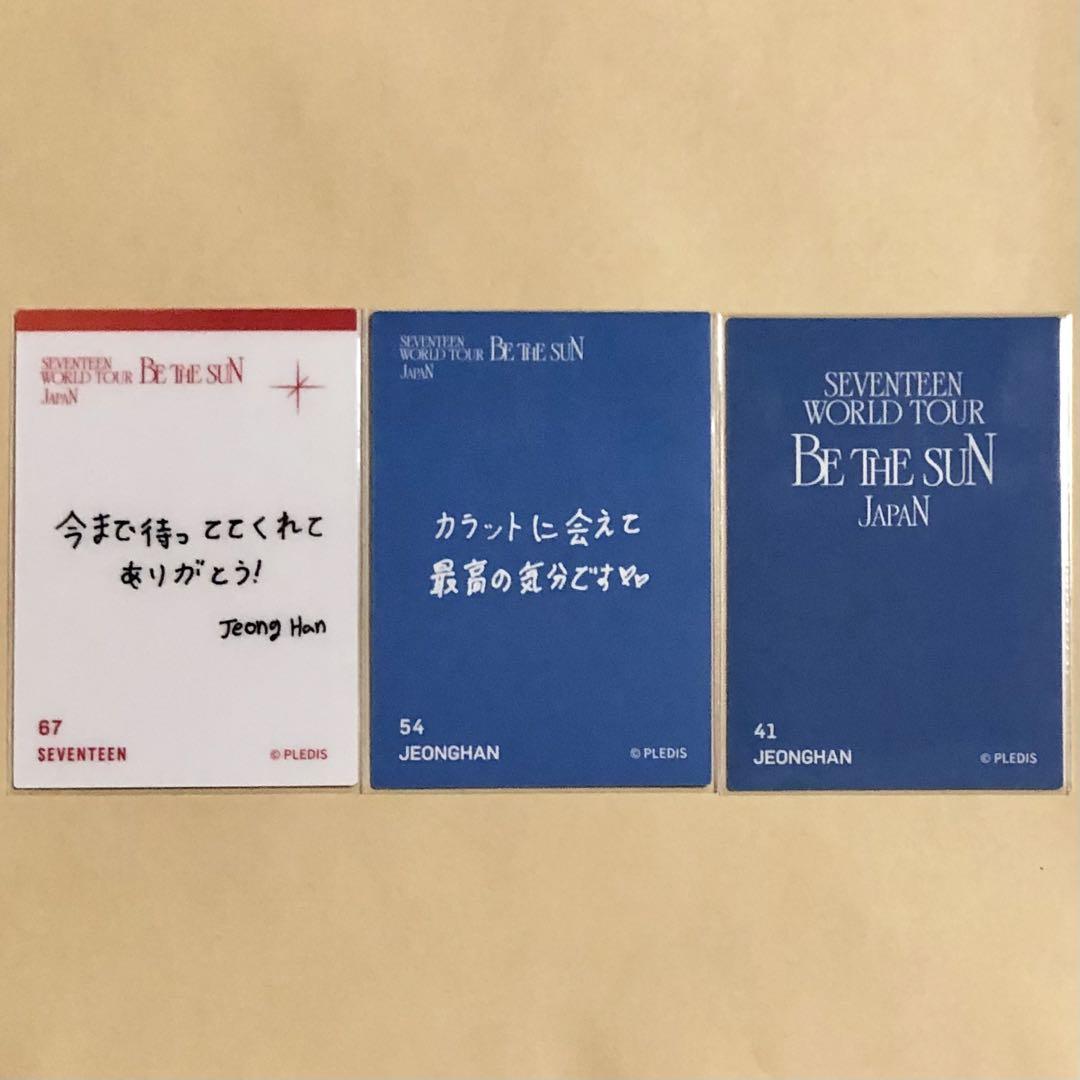 SEVENTEEN
WORLD TOUR BE THE SUN
JAPAN
今まで待っててくれて
ありがとう!
Jeong Han
67
SEVENTEEN
© PLEDIS
SEVENTEEN
WORLD TOUR BE THE SUN
JAPAN
カラットに会えて
最高の気分です♡♡
54
JEONGHAN
© PLEDIS
SEVENTEEN
WORLD TOUR
BE THE SUN
JAPAN
41
JEONGHAN
© PLEDIS